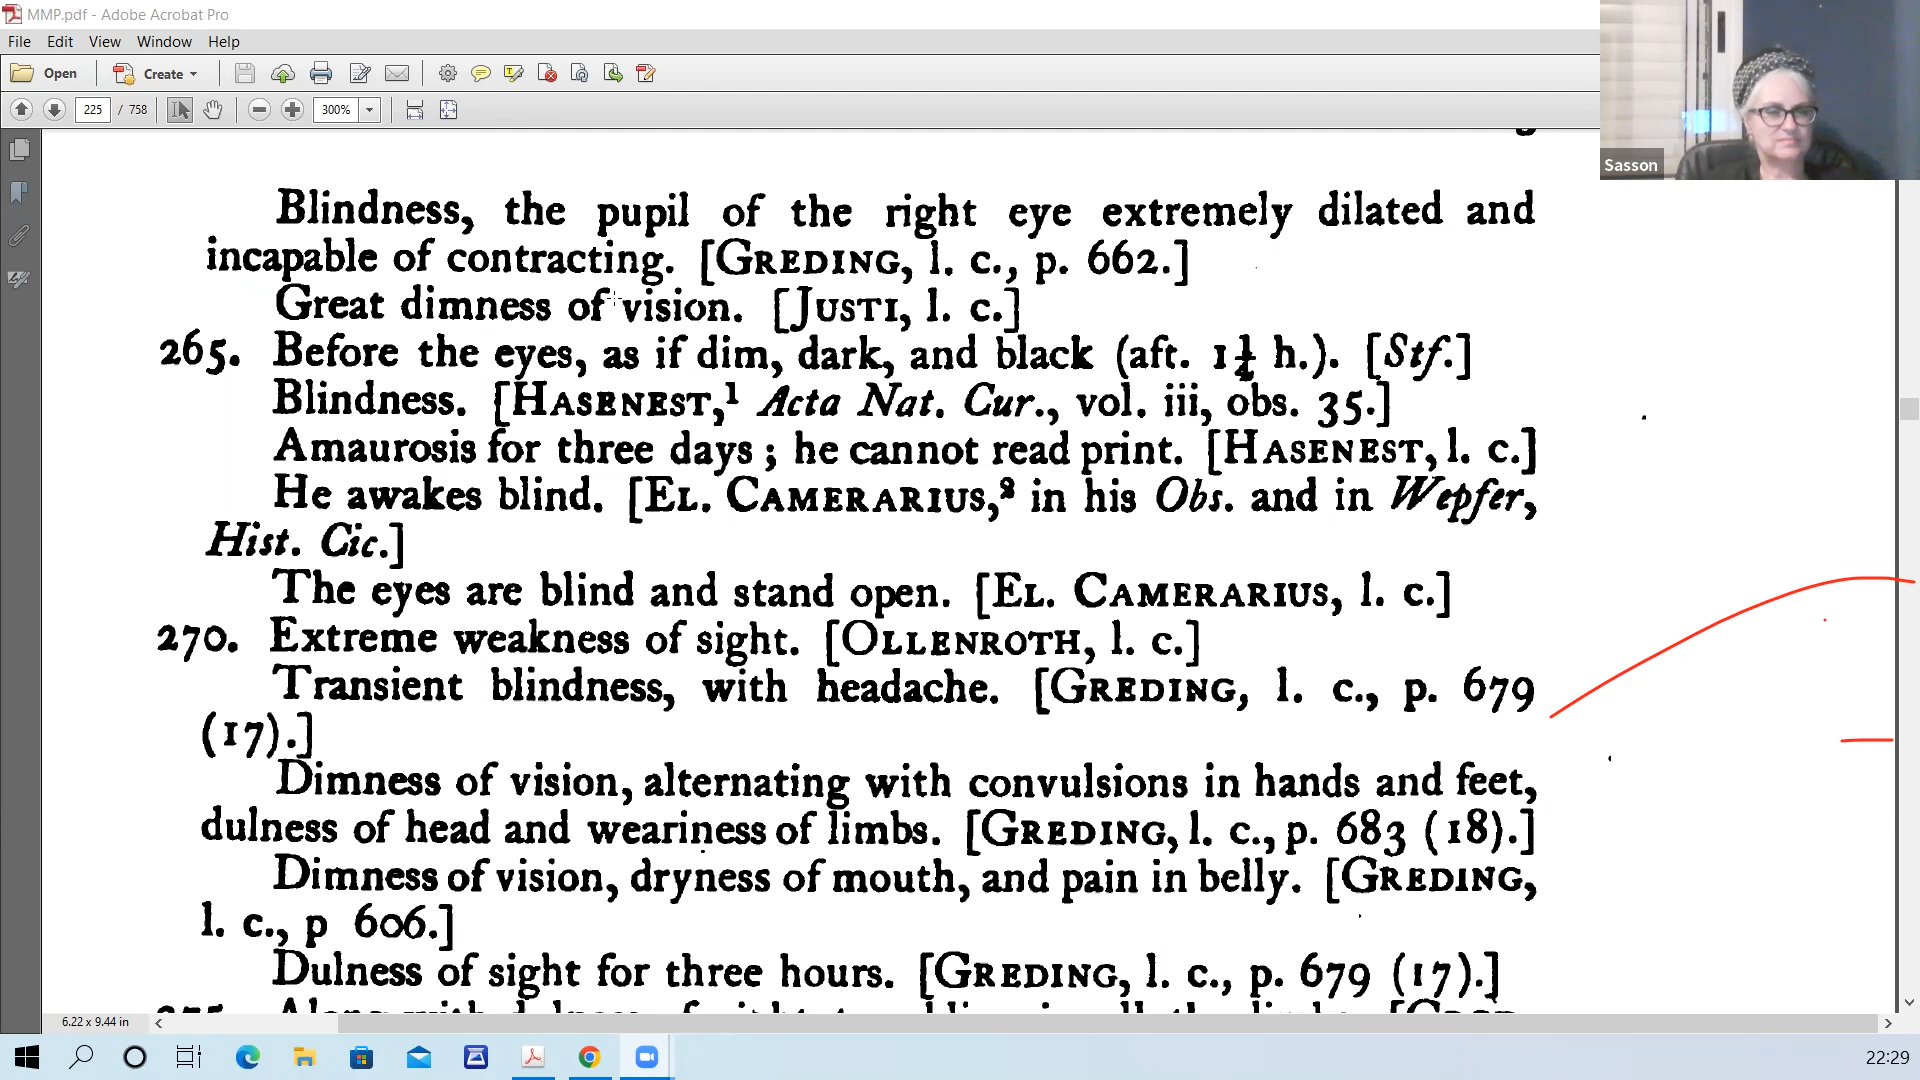 MMP.pdf - Adobe Acrobat Pro
File Edit View Window Help
Open Create
225 / 758 300%
Sasson
Blindness, the pupil of the right eye extremely dilated and
incapable of contracting. [GREDING, l. c., p. 662.]
Great dimness of vision. [JUSTI, l. c.]
265. Before the eyes, as if dim, dark, and black (aft. 1¼ h.). [Stf.]
Blindness. [HASENEST,¹ Acta Nat. Cur., vol. iii, obs. 35.]
Amaurosis for three days ; he cannot read print. [HASENEST, l. c.]
He awakes blind. [EL. CAMERARIUS,² in his Obs. and in Wepfer,
Hist. Cic.]
The eyes are blind and stand open. [EL. CAMERARIUS, l. c.]
270. Extreme weakness of sight. [OLLENROTH, l. c.]
Transient blindness, with headache. [GREDING, l. c., p. 679
(17).]
Dimness of vision, alternating with convulsions in hands and feet,
dulness of head and weariness of limbs. [GREDING, l. c., p. 683 (18).]
Dimness of vision, dryness of mouth, and pain in belly. [GREDING,
l. c., p 606.]
Dulness of sight for three hours. [GREDING, l. c., p. 679 (17).]
6.22 x 9.44 in
22:29